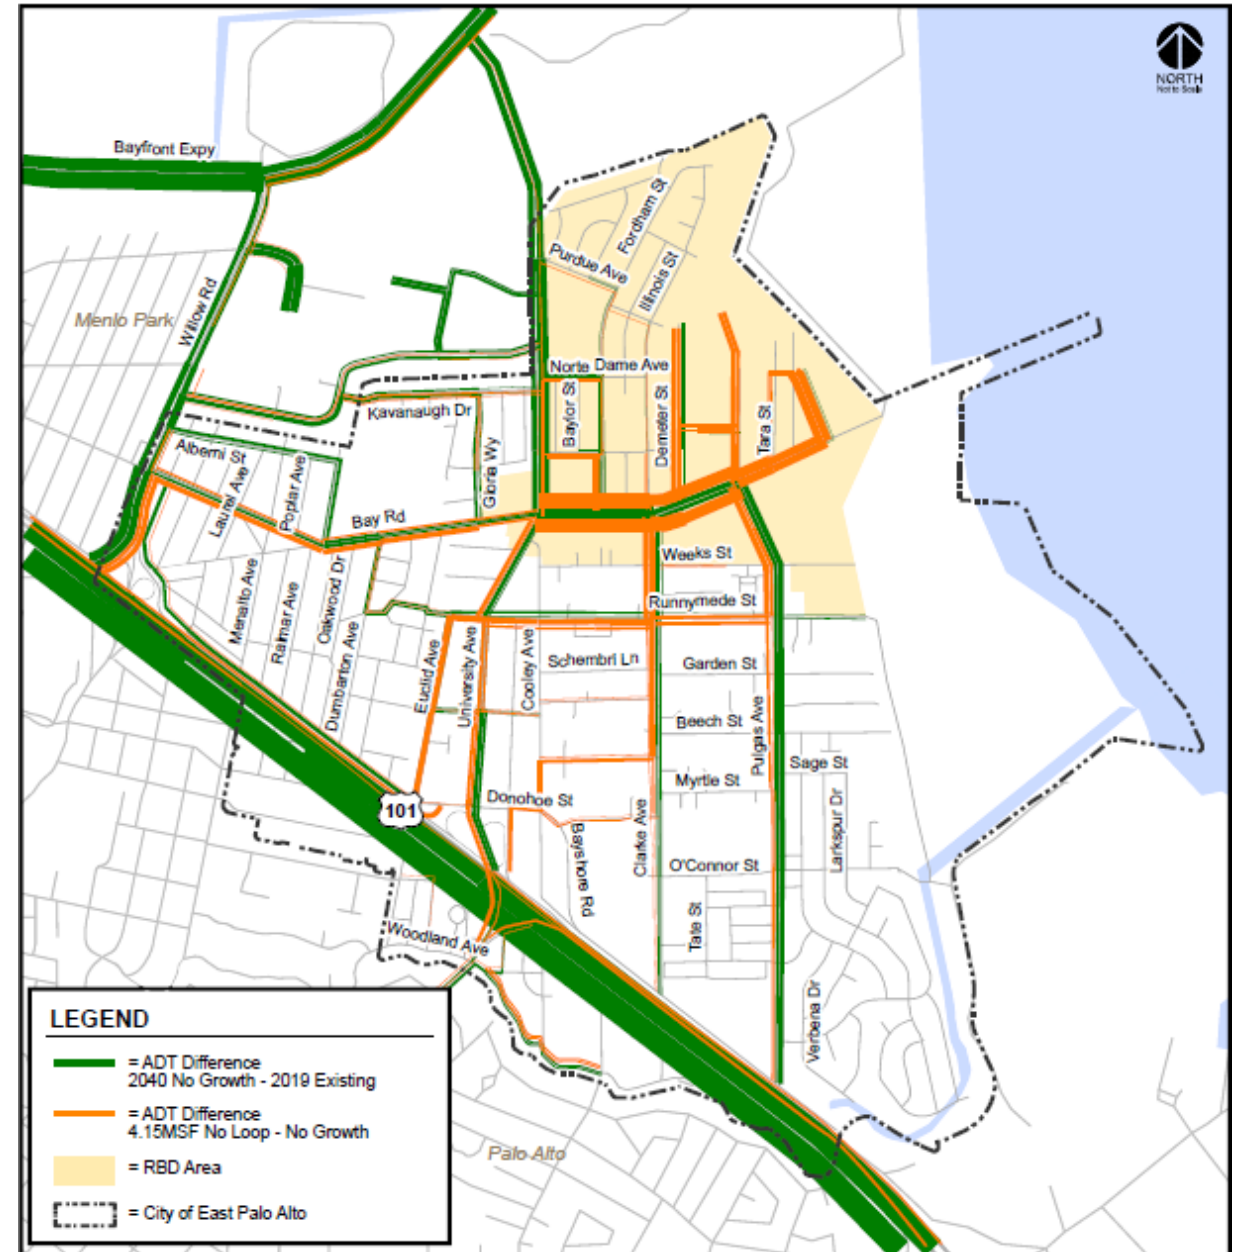 NORTH
Not to Scale
Bayfront Expy
Fordham St
Purdue Ave
Illinois St
Willow Rd
Menlo Park
Norte Dame Ave
Kavanaugh Dr
Baylor St
Demeter St
Tara St
Gloria Wy
Alberni St
Laurel Ave
Poplar Ave
Bay Rd
Weeks St
Menalto Ave
Ralmar Ave
Oakwood Dr
Dumbarton Ave
Runnymede St
Euclid Ave
University Ave
Cooley Ave
Schembri Ln
Garden St
Beech St
Pulgas Ave
Sage St
Myrtle St
101
Donohoe St
Bayshore Rd
Clarke Ave
Larkspur Dr
O'Connor St
Tate St
Woodland Ave
Verbena Dr
Palo Alto
LEGEND
= ADT Difference
2040 No Growth - 2019 Existing
= ADT Difference
4.15MSF No Loop - No Growth
= RBD Area
= City of East Palo Alto